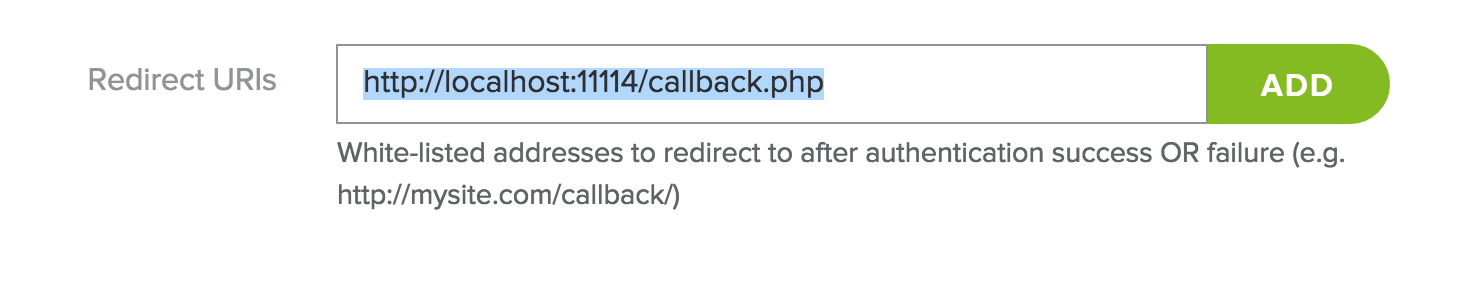 Redirect URIs
http://localhost:11114/callback.php
ADD
White-listed addresses to redirect to after authentication success OR failure (e.g.
http://mysite.com/callback/)